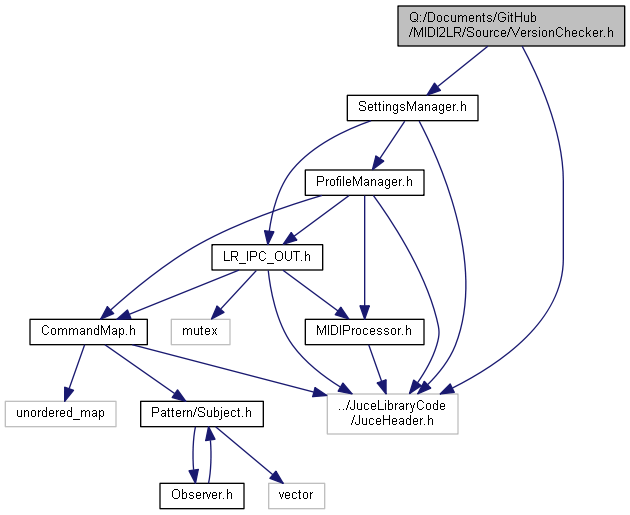 Q:/Documents/GitHub
/MIDI2LR/Source/VersionChecker.h
SettingsManager.h
ProfileManager.h
LR_IPC_OUT.h
CommandMap.h
mutex
MIDIProcessor.h
unordered_map
Pattern/Subject.h
../JuceLibraryCode
/JuceHeader.h
Observer.h
vector